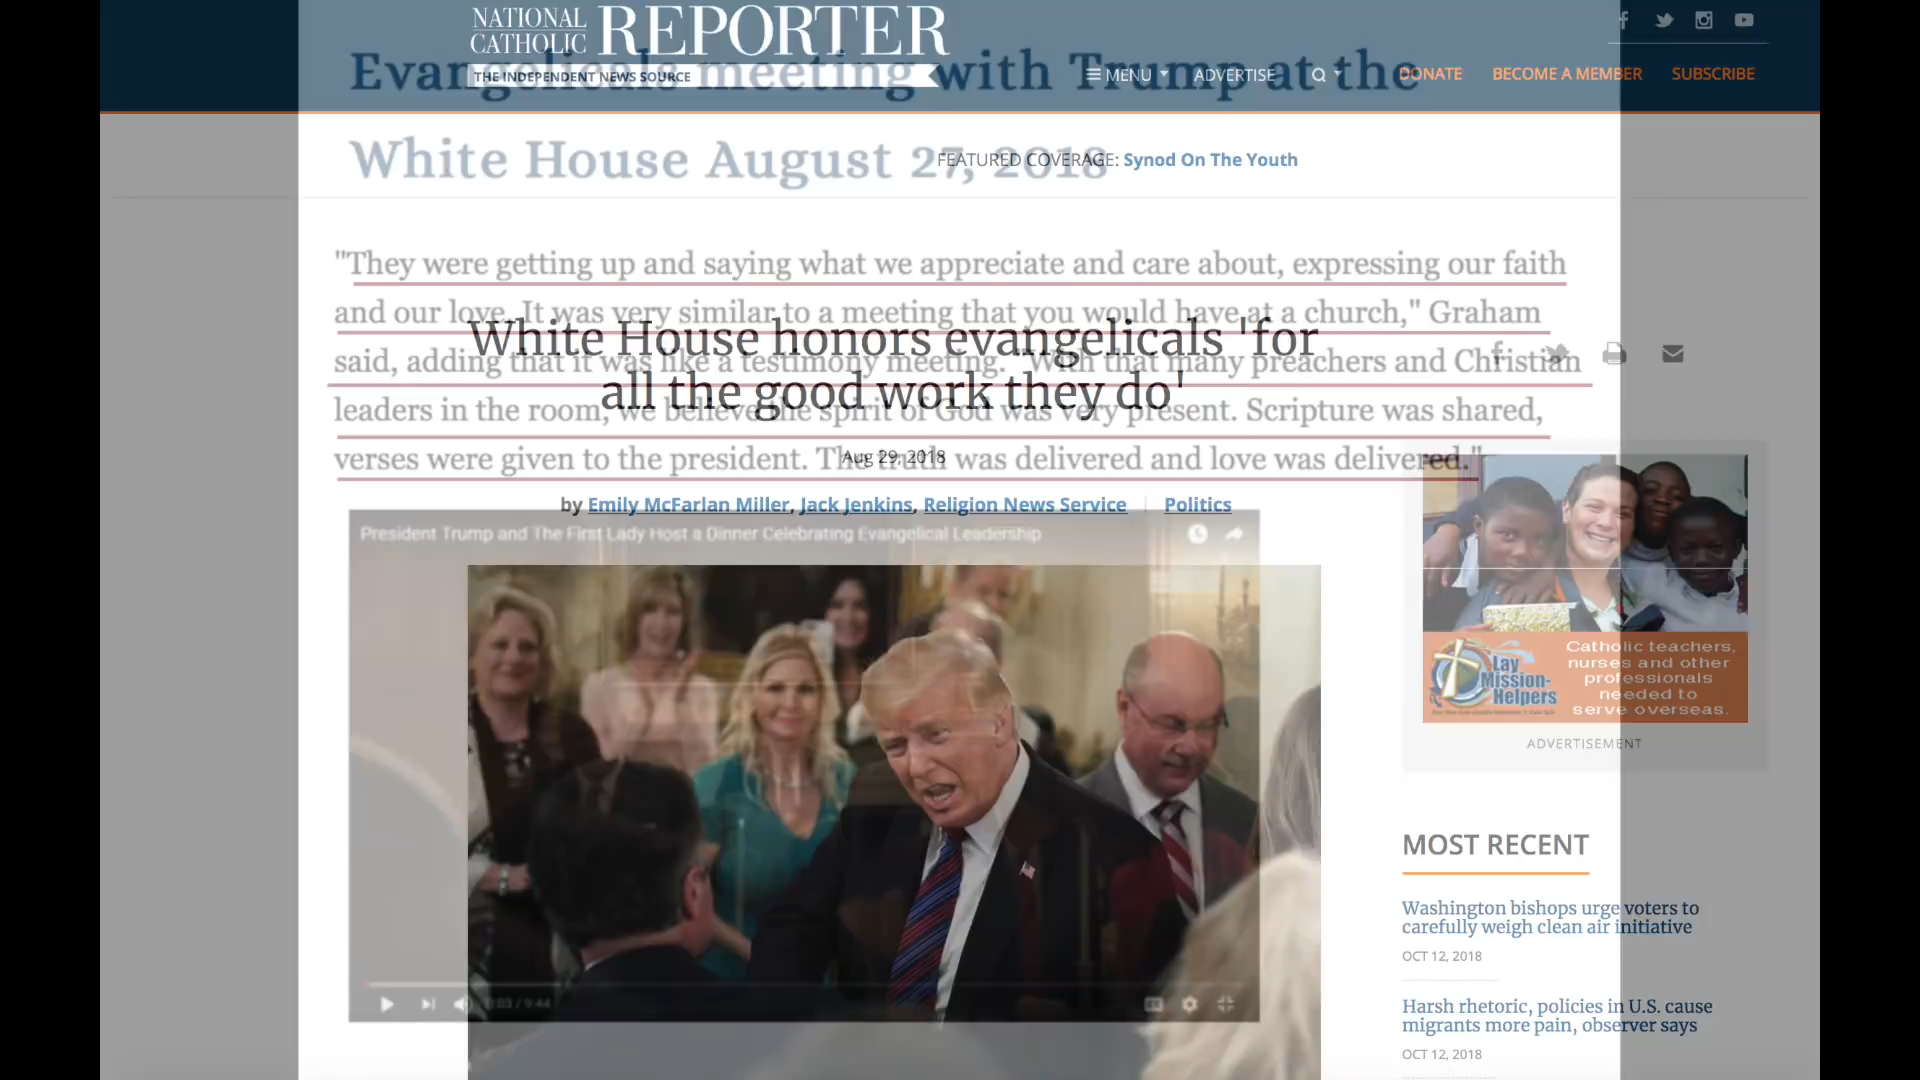 NATIONAL
CATHOLIC
REPORTER
THE INDEPENDENT NEWS SOURCE
MENU
ADVERTISE
DONATE
BECOME A MEMBER
SUBSCRIBE
Evangelicals meeting with Trump at the
White House August 27, 2018
FEATURED COVERAGE: Synod On The Youth
"They were getting up and saying what we appreciate and care about, expressing our faith
and our love. It was very similar to a meeting that you would have at a church," Graham
said, adding that it was like a testimony meeting. "With that many preachers and Christian
leaders in the room, we believe the spirit of God was very present. Scripture was shared,
verses were given to the president. Truth was delivered and love was delivered."
White House honors evangelicals 'for
all the good work they do'
Aug 29, 2018
by Emily McFarlan Miller, Jack Jenkins, Religion News Service
Politics
President Trump and The First Lady Host a Dinner Celebrating Evangelical Leadership
0:03 / 9:44
Lay
Mission-
Helpers
Catholic teachers,
nurses and other
professionals
needed to
serve overseas.
ADVERTISEMENT
MOST RECENT
Washington bishops urge voters to
carefully weigh clean air initiative
OCT 12, 2018
Harsh rhetoric, policies in U.S. cause
migrants more pain, observer says
OCT 12, 2018